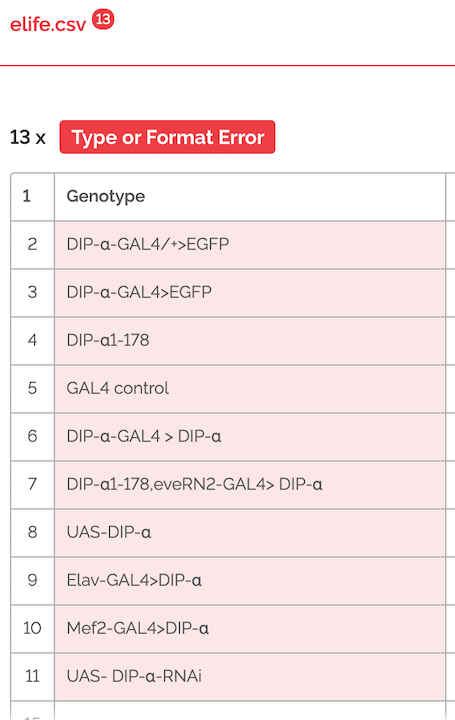 elife.csv 13
13 x Type or Format Error
1 Genotype
2 DIP-α-GAL4/+>EGFP
3 DIP-α-GAL4>EGFP
4 DIP-α1-178
5 GAL4 control
6 DIP-α-GAL4 > DIP-α
7 DIP-α1-178,eveRN2-GAL4> DIP-α
8 UAS-DIP-α
9 Elav-GAL4>DIP-α
10 Mef2-GAL4>DIP-α
11 UAS- DIP-α-RNAi